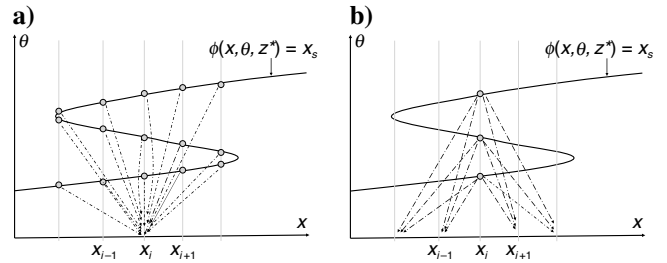 a)
θ
ϕ(x, θ, z*) = xₛ
x
xᵢ₋₁ xᵢ xᵢ₊₁
b)
θ
ϕ(x, θ, z*) = xₛ
x
xᵢ₋₁ xᵢ xᵢ₊₁